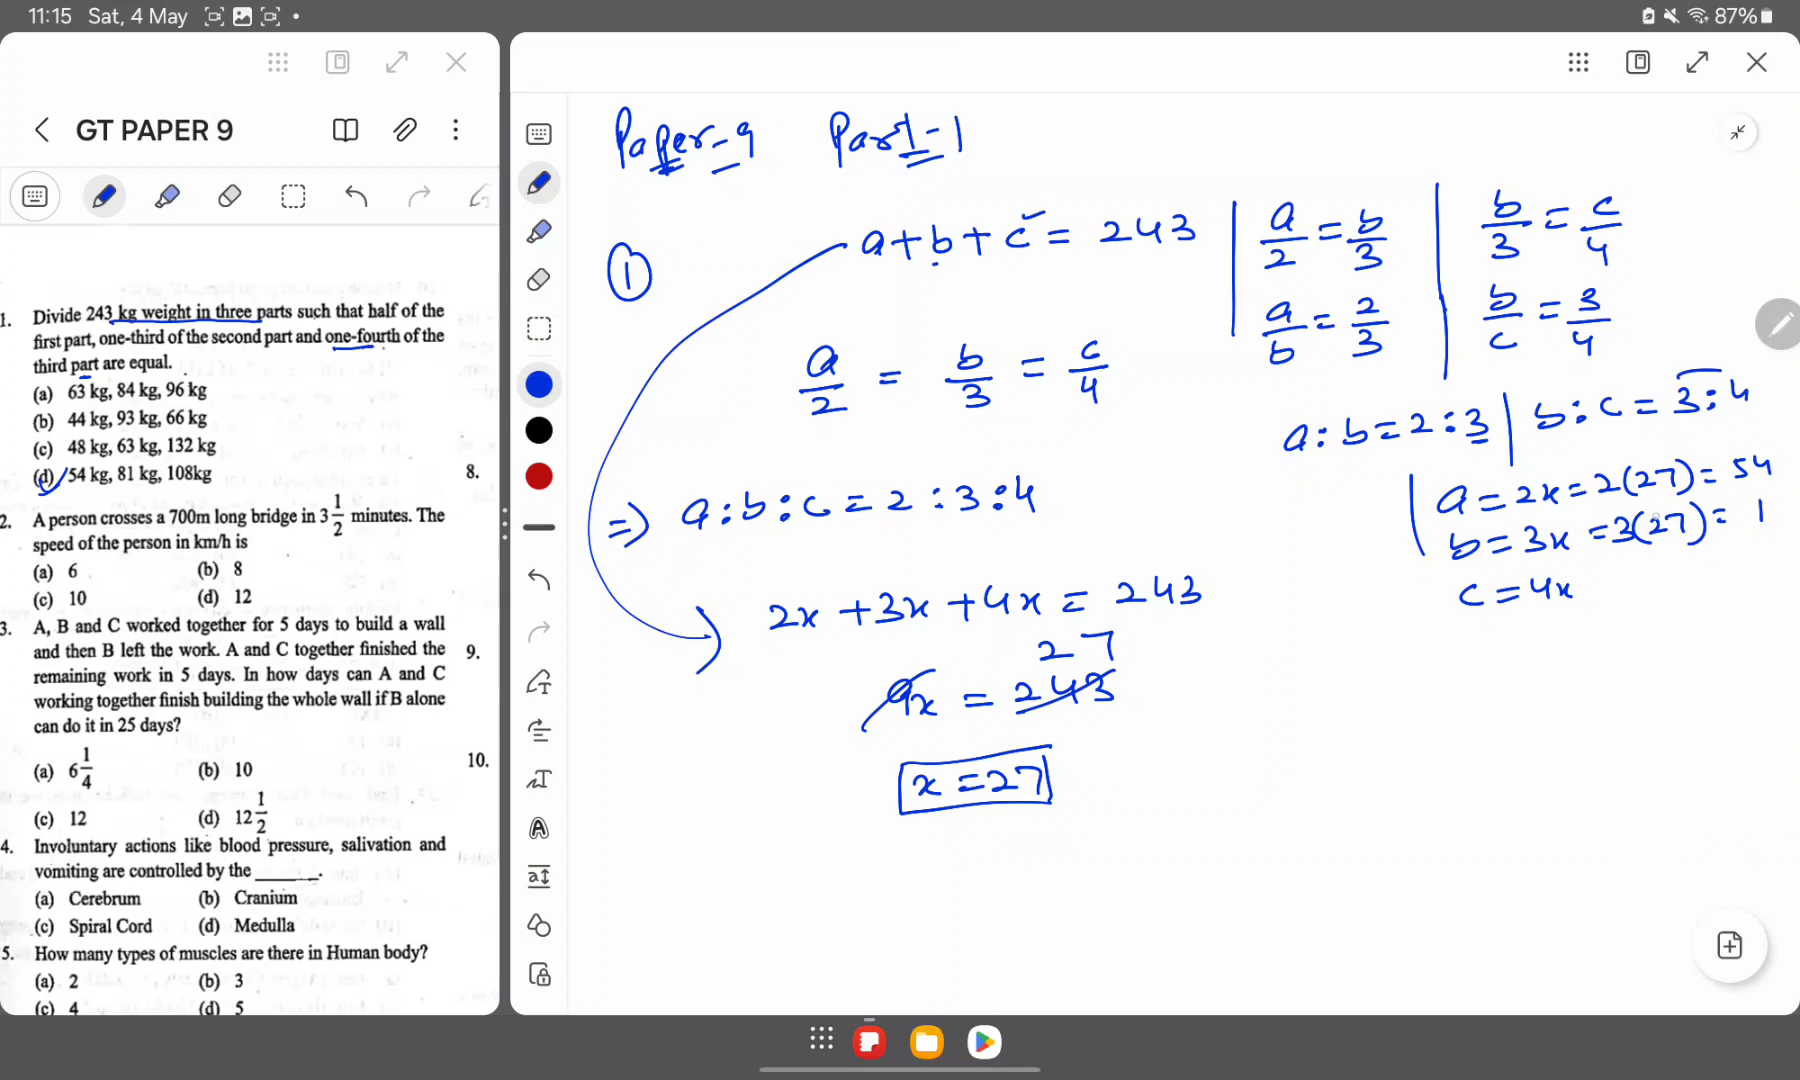 11:15 Sat, 4 May
87%
GT PAPER 9
1. Divide 243 kg weight in three parts such that half of the
first part, one-third of the second part and one-fourth of the
third part are equal.
(a) 63 kg, 84 kg, 96 kg
(b) 44 kg, 93 kg, 66 kg
(c) 48 kg, 63 kg, 132 kg
(d) 54 kg, 81 kg, 108kg
8.
2. A person crosses a 700m long bridge in 3 1/2 minutes. The
speed of the person in km/h is
(a) 6 (b) 8
(c) 10 (d) 12
3. A, B and C worked together for 5 days to build a wall
and then B left the work. A and C together finished the
9.
remaining work in 5 days. In how days can A and C
working together finish building the whole wall if B alone
can do it in 25 days?
(a) 6 1/4 (b) 10
10.
(c) 12 (d) 12 1/2
4. Involuntary actions like blood pressure, salivation and
vomiting are controlled by the ______.
(a) Cerebrum (b) Cranium
(c) Spiral Cord (d) Medulla
5. How many types of muscles are there in Human body?
(a) 2 (b) 3
(c) 4 (d) 5
Paper-9 Part-1
1
a+b+c = 243
a/2 = b/3
b/3 = c/4
a/b = 2/3
b/c = 3/4
a/2 = b/3 = c/4
a:b=2:3 | b:c=3:4
=> a:b:c=2:3:4
a=2x=2(27)=54
b=3x=3(27)=1
c=4x
2x+3x+4x=243
27
9x = 243
x=27